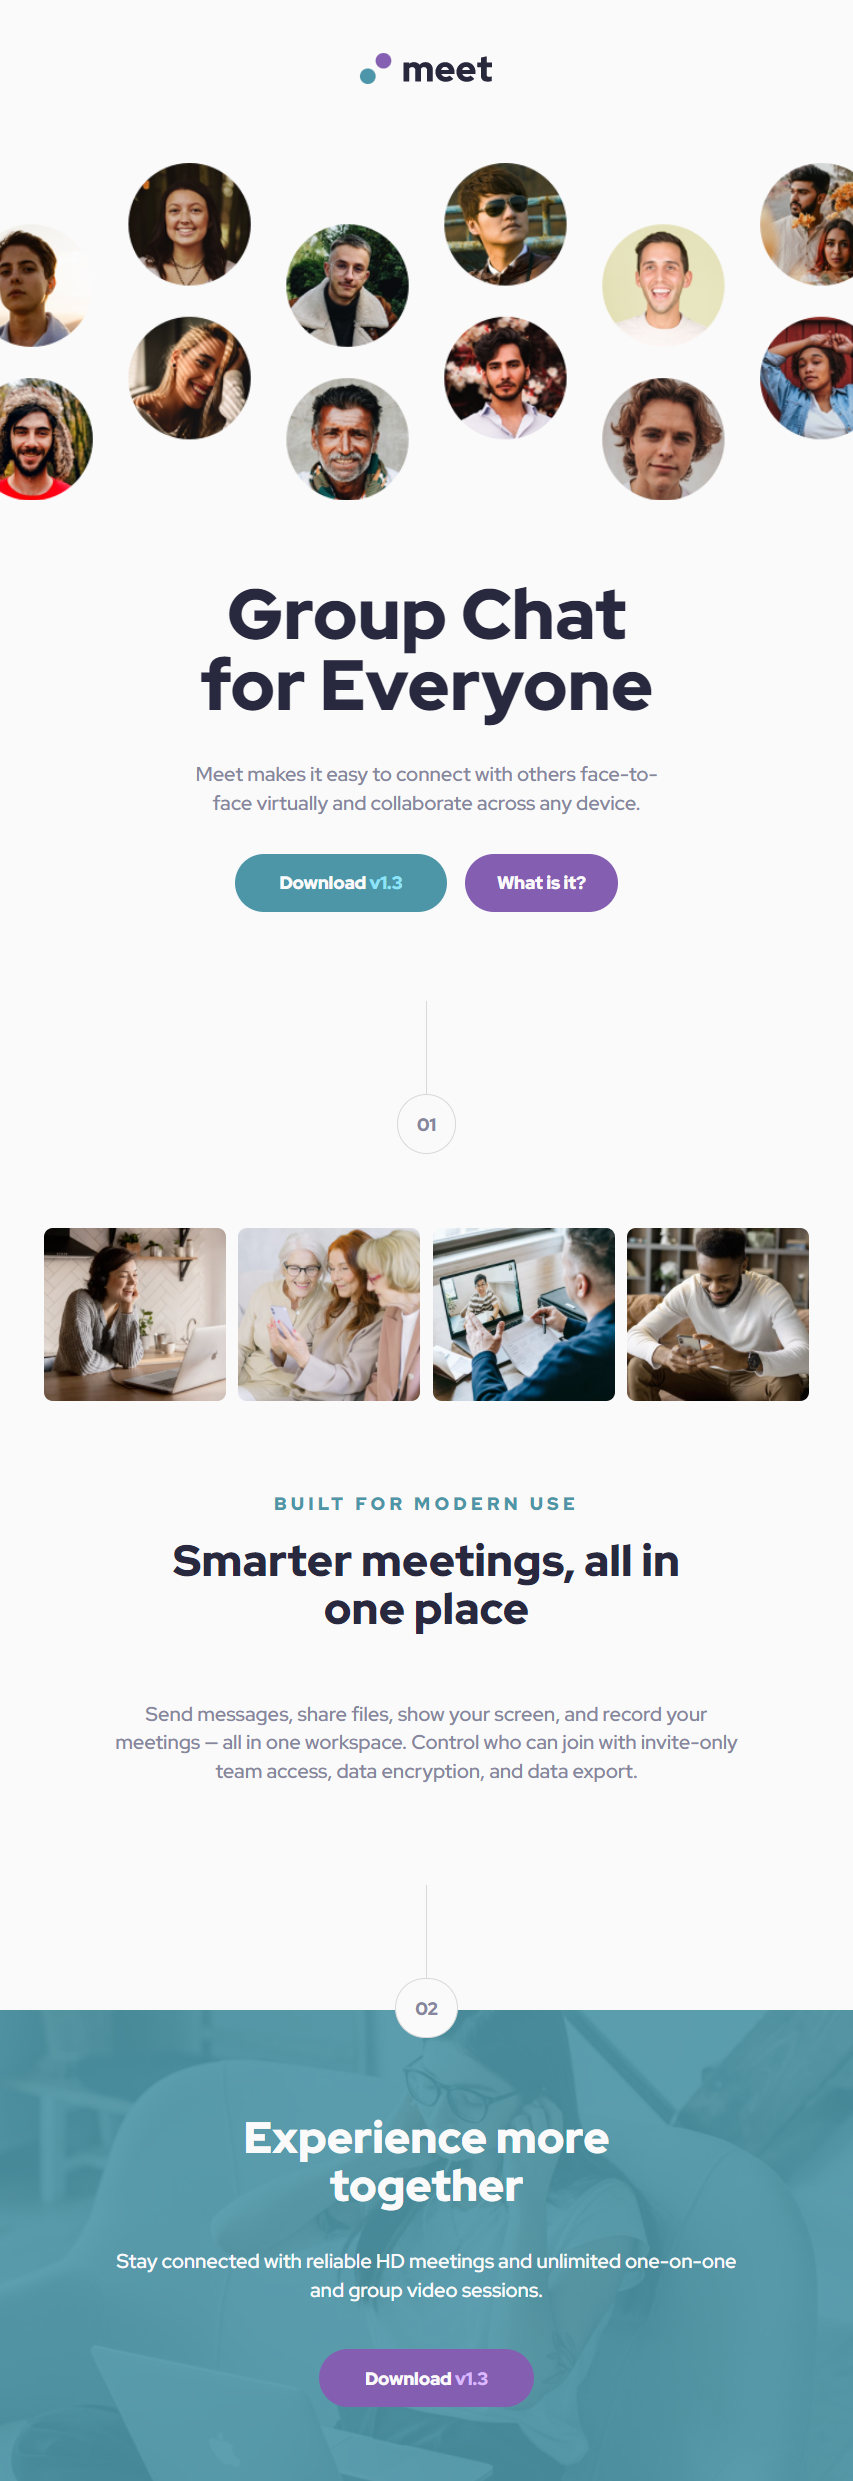 meet
Group Chat
for Everyone
Meet makes it easy to connect with others face-to-
face virtually and collaborate across any device.
Download v1.3
What is it?
01
BUILT FOR MODERN USE
Smarter meetings, all in
one place
Send messages, share files, show your screen, and record your
meetings — all in one workspace. Control who can join with invite-only
team access, data encryption, and data export.
02
Experience more
together
Stay connected with reliable HD meetings and unlimited one-on-one
and group video sessions.
Download v1.3